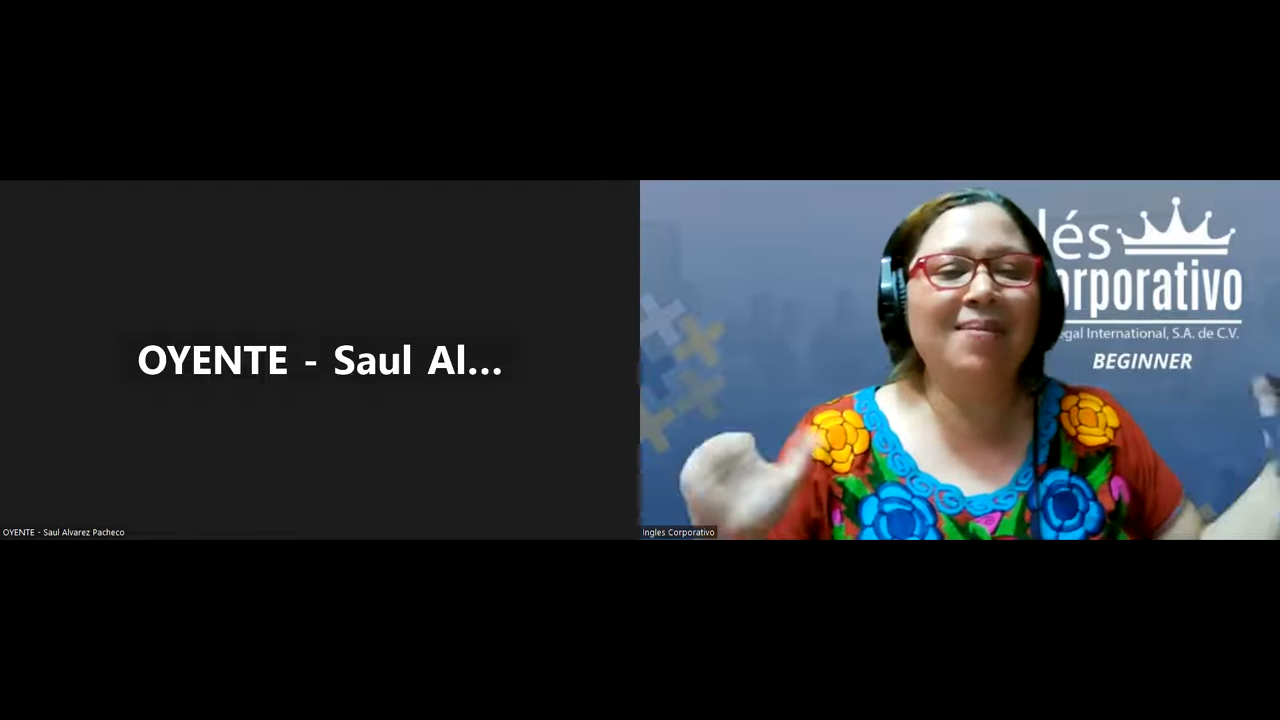 OYENTE - Saul Al...
OYENTE - Saul Alvarez Pacheco
lés
orporativo
egal International, S.A. de C.V.
BEGINNER
Ingles Corporativo